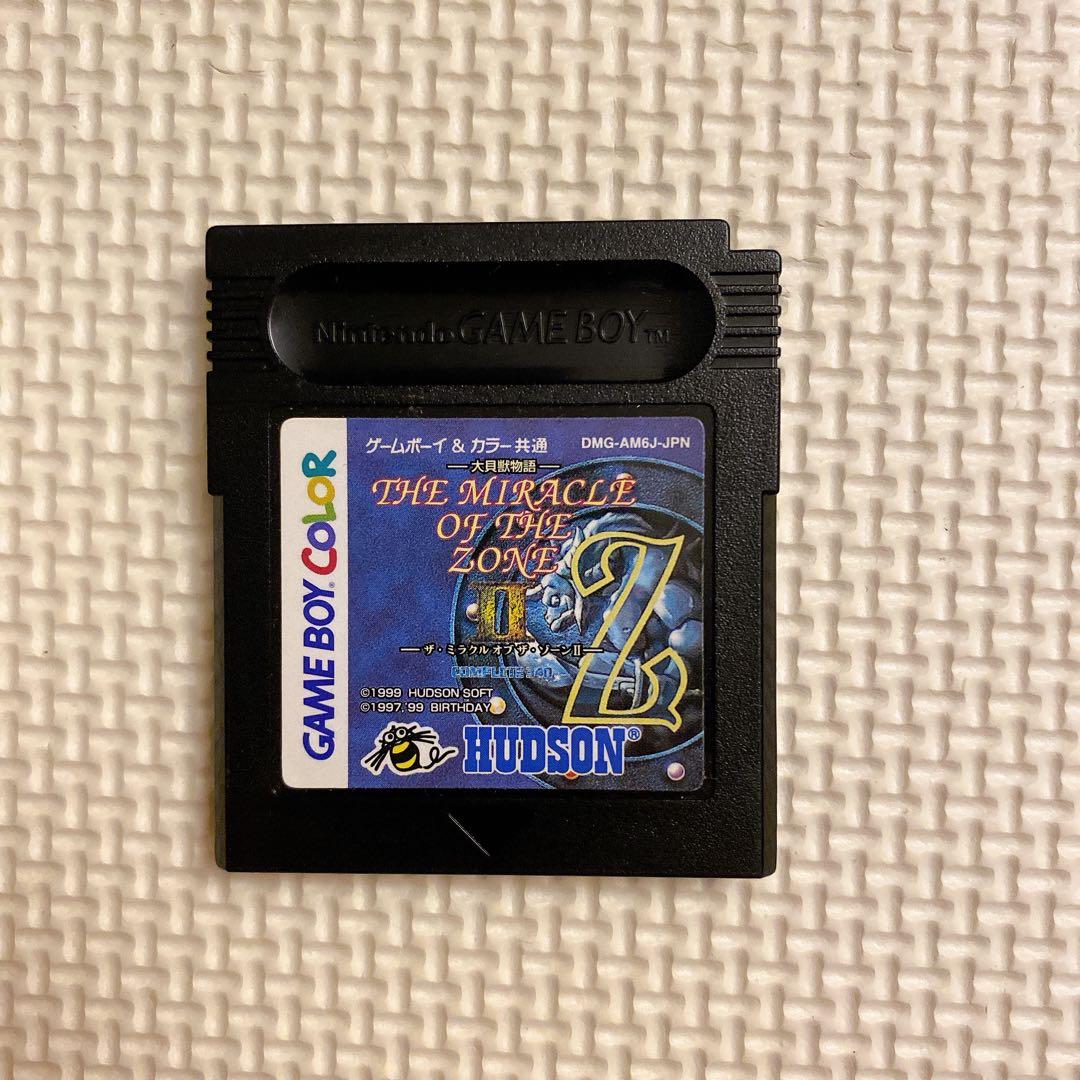 Nintendo GAME BOY™
ゲームボーイ & カラー共通 DMG-AM6J-JPN
大貝獣物語
THE MIRACLE
OF THE
ZONE
II
Z
ザ・ミラクル オブ ザ・ゾーンII
©1999 HUDSON SOFT
©1997,'99 BIRTHDAY
HUDSON®
GAME BOY COLOR